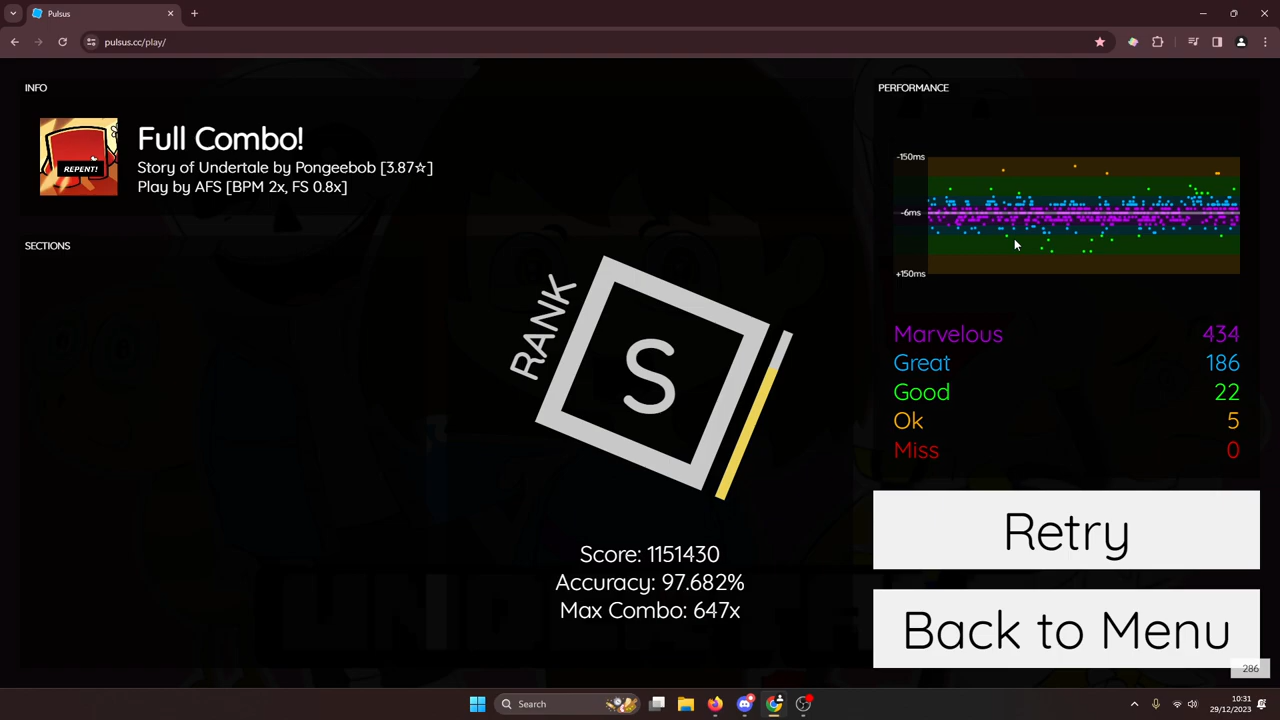 Pulsus
pulsus.cc/play/
INFO
REPENT!
Full Combo!
Story of Undertale by Pongeebob [3.87☆]
Play by AFS [BPM 2x, FS 0.8x]
SECTIONS
RANK
S
Score: 1151430
Accuracy: 97.682%
Max Combo: 647x
PERFORMANCE
-150ms
-6ms
+150ms
Marvelous 434
Great 186
Good 22
Ok 5
Miss 0
Retry
Back to Menu
286
Search
10:31
29/12/2023